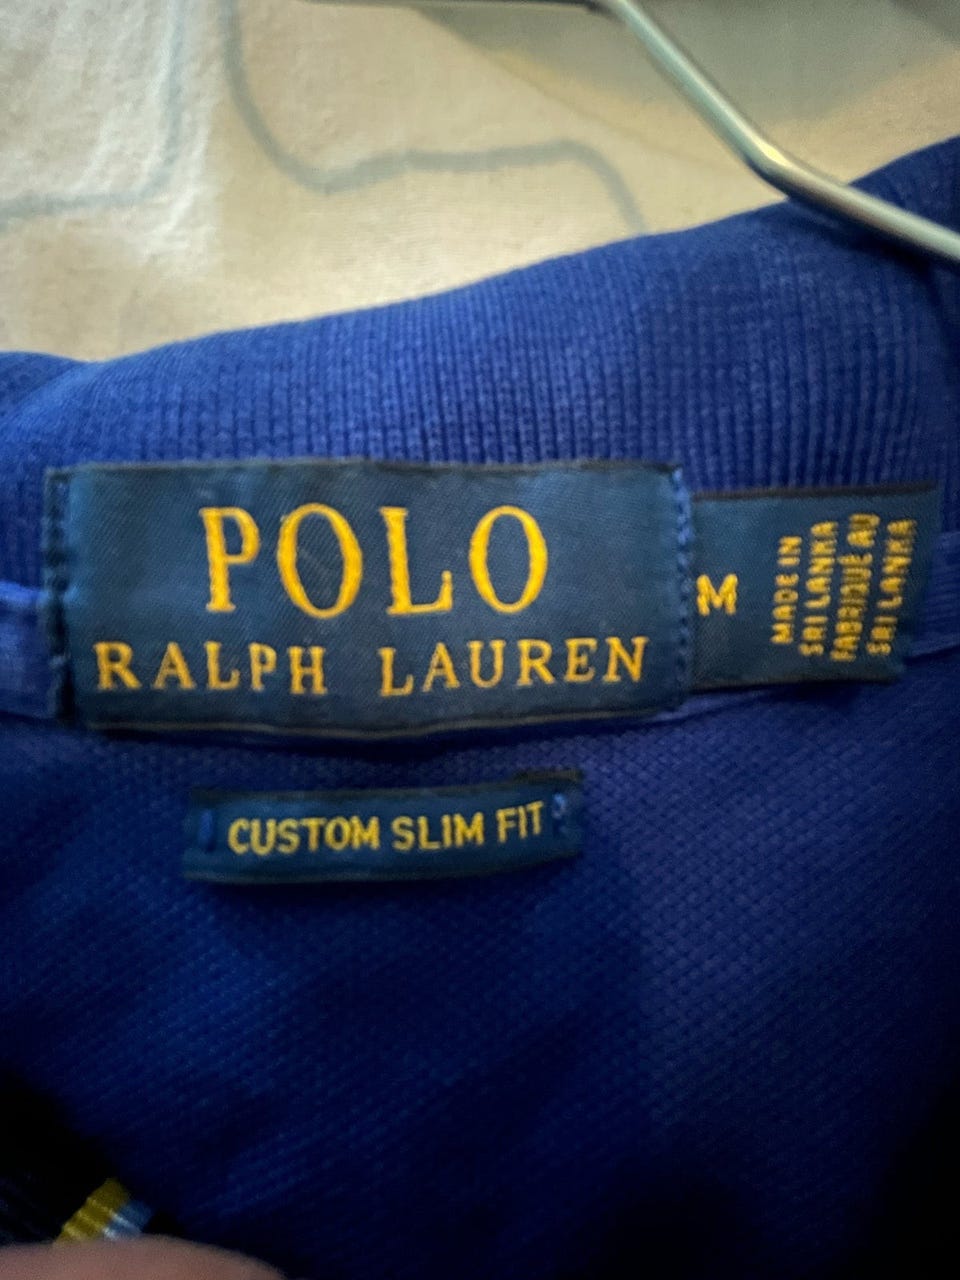 POLO
RALPH LAUREN
M
MADE IN
SRI LANKA
FABRIQUÉ AU
SRI LANKA
CUSTOM SLIM FIT